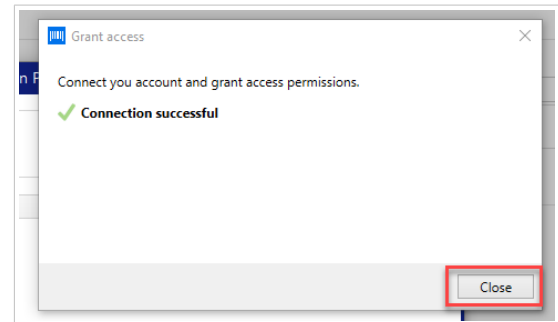 Grant access
n P
Connect you account and grant access permissions.
Connection successful
Close